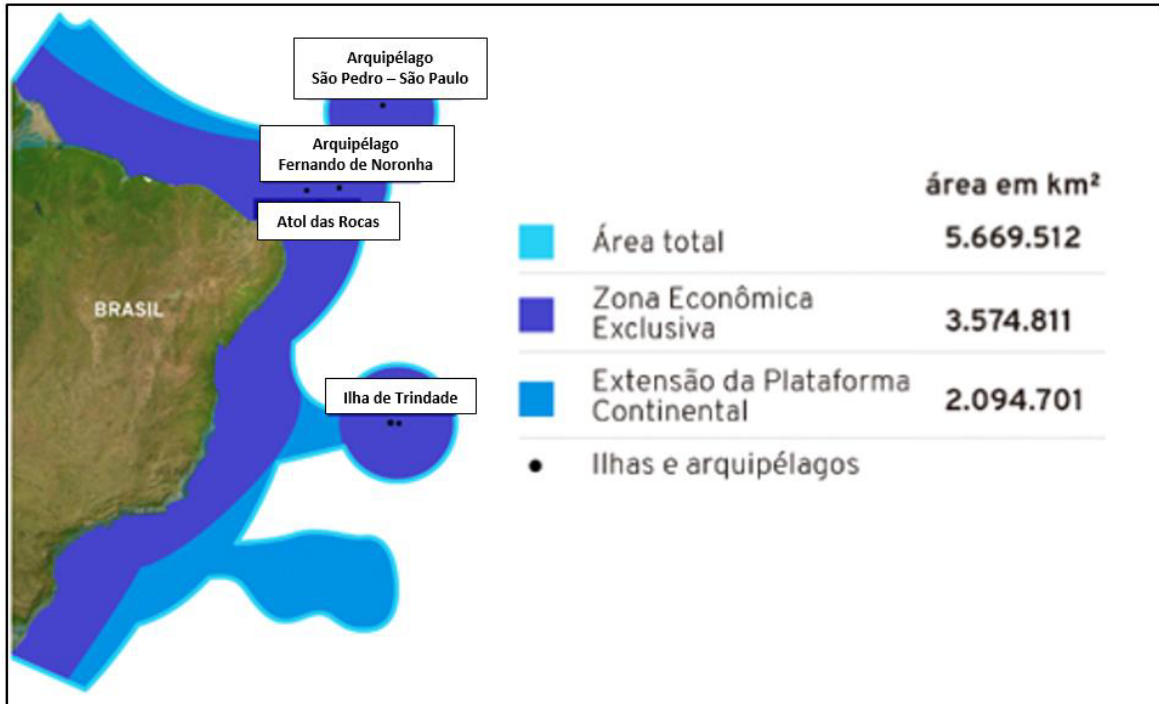 Arquipélago
São Pedro – São Paulo
Arquipélago
Fernando de Noronha
Atol das Rocas
BRASIL
Ilha de Trindade
área em km²
Área total 5.669.512
Zona Econômica
Exclusiva 3.574.811
Extensão da Plataforma
Continental 2.094.701
Ilhas e arquipélagos